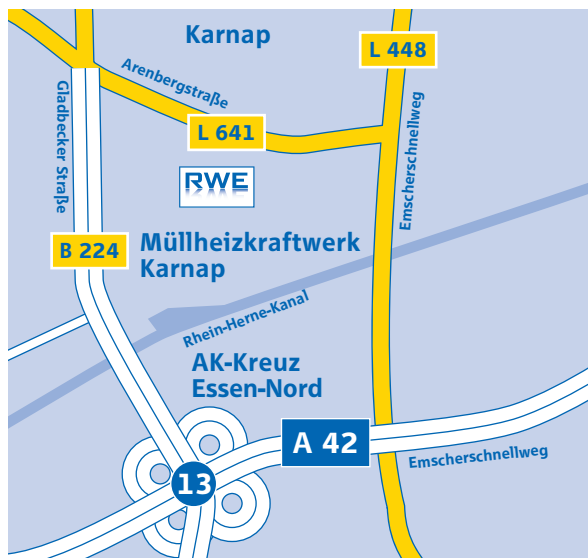 Karnap
L 448
Arenbergstraße
Gladbecker Straße
L 641
Emscherschnellweg
RWE
B 224
Müllheizkraftwerk
Karnap
Rhein-Herne-Kanal
AK-Kreuz
Essen-Nord
A 42
Emscherschnellweg
13